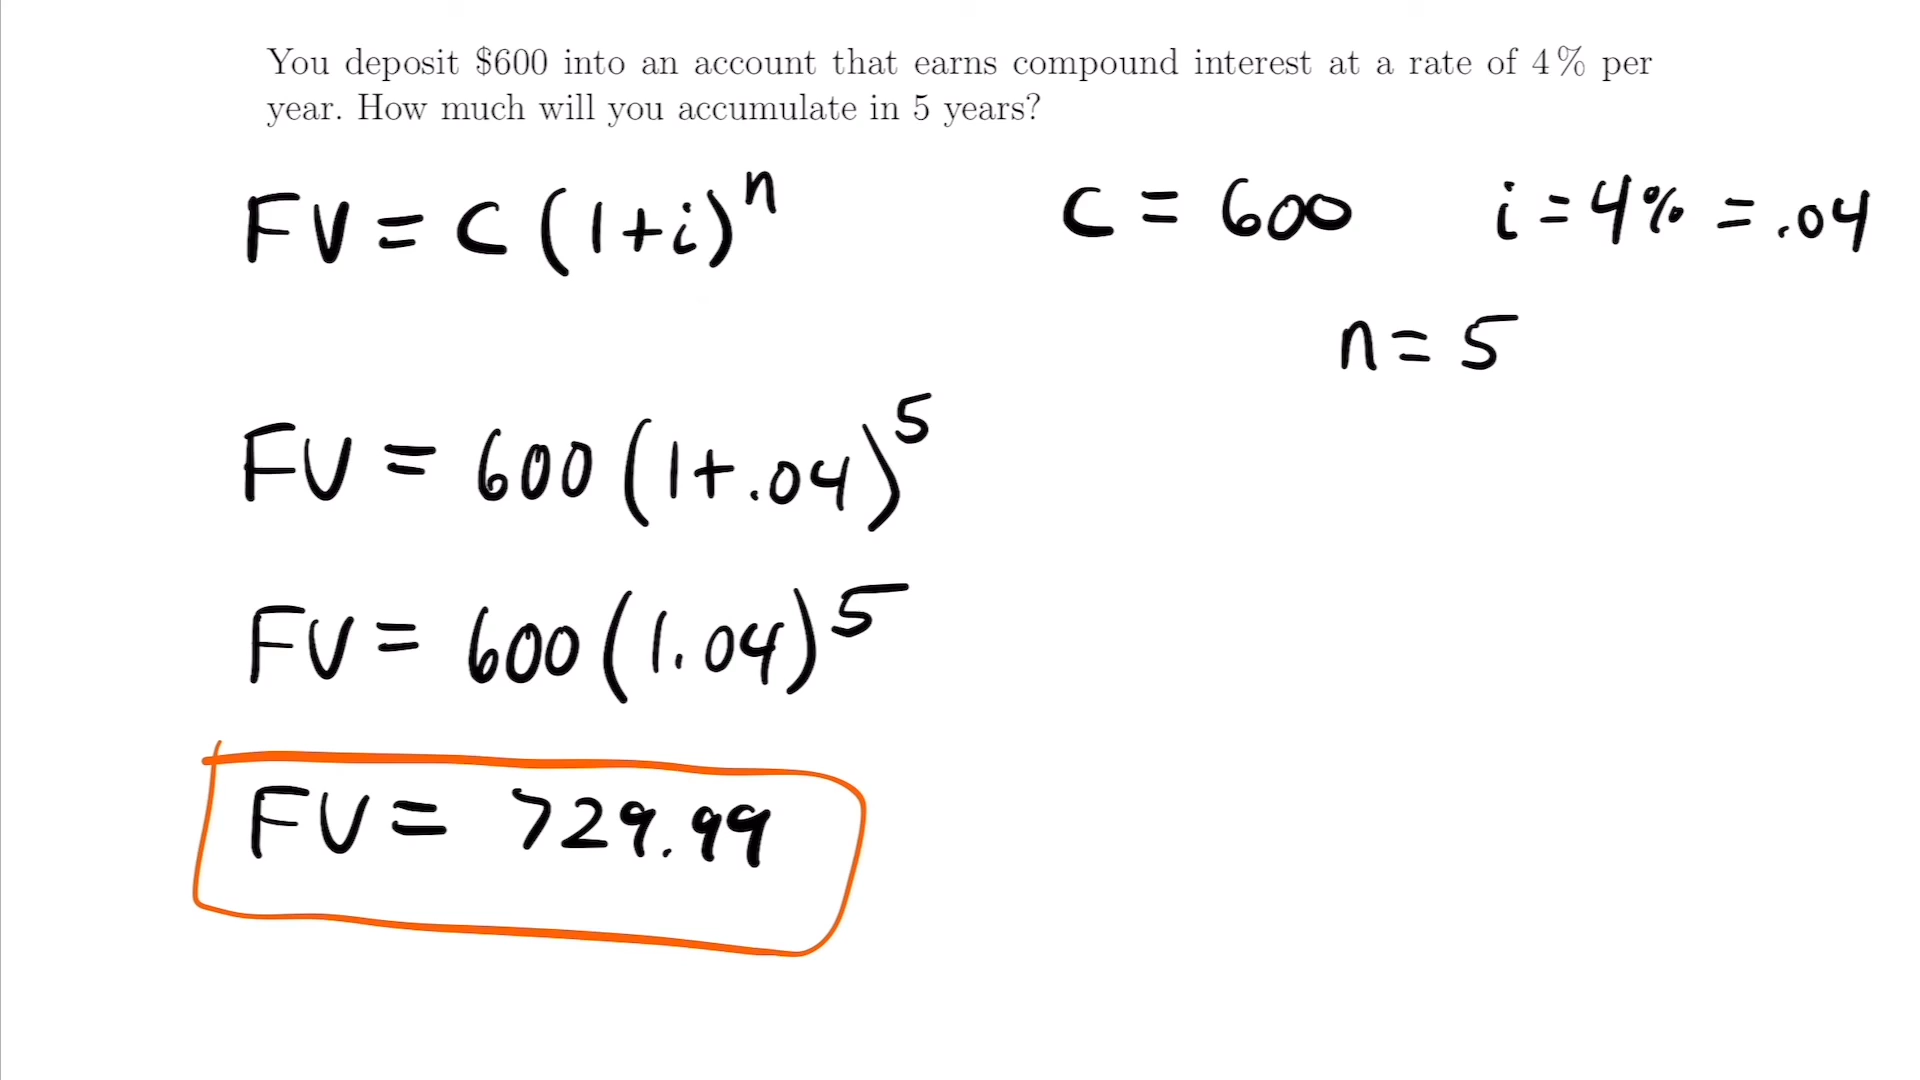 You deposit $600 into an account that earns compound interest at a rate of 4% per
year. How much will you accumulate in 5 years?
FV = C(1+i)^n
C = 600
i = 4% = .04
n = 5
FV = 600(1+.04)^5
FV = 600(1.04)^5
FV = 729.99